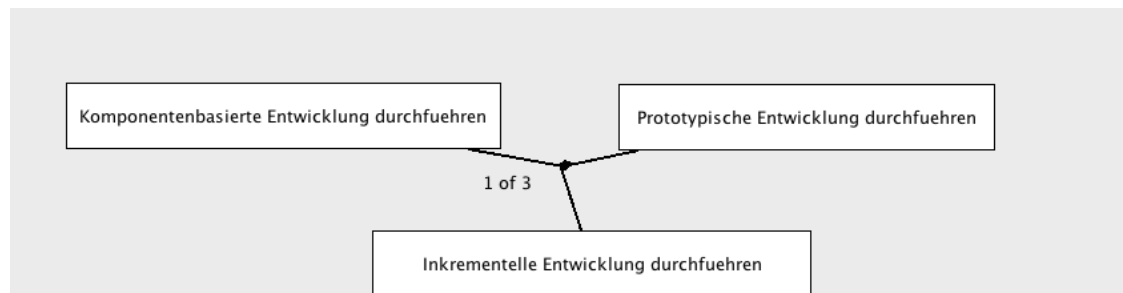 Komponentenbasierte Entwicklung durchfuehren
Prototypische Entwicklung durchfuehren
1 of 3
Inkrementelle Entwicklung durchfuehren